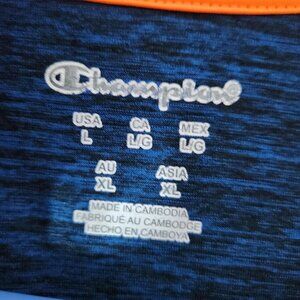 Champion
USA CA MEX
L L/G L/G
AU ASIA
XL XL
MADE IN CAMBODIA
FABRIQUÉ AU CAMBODGE
HECHO EN CAMBOYA